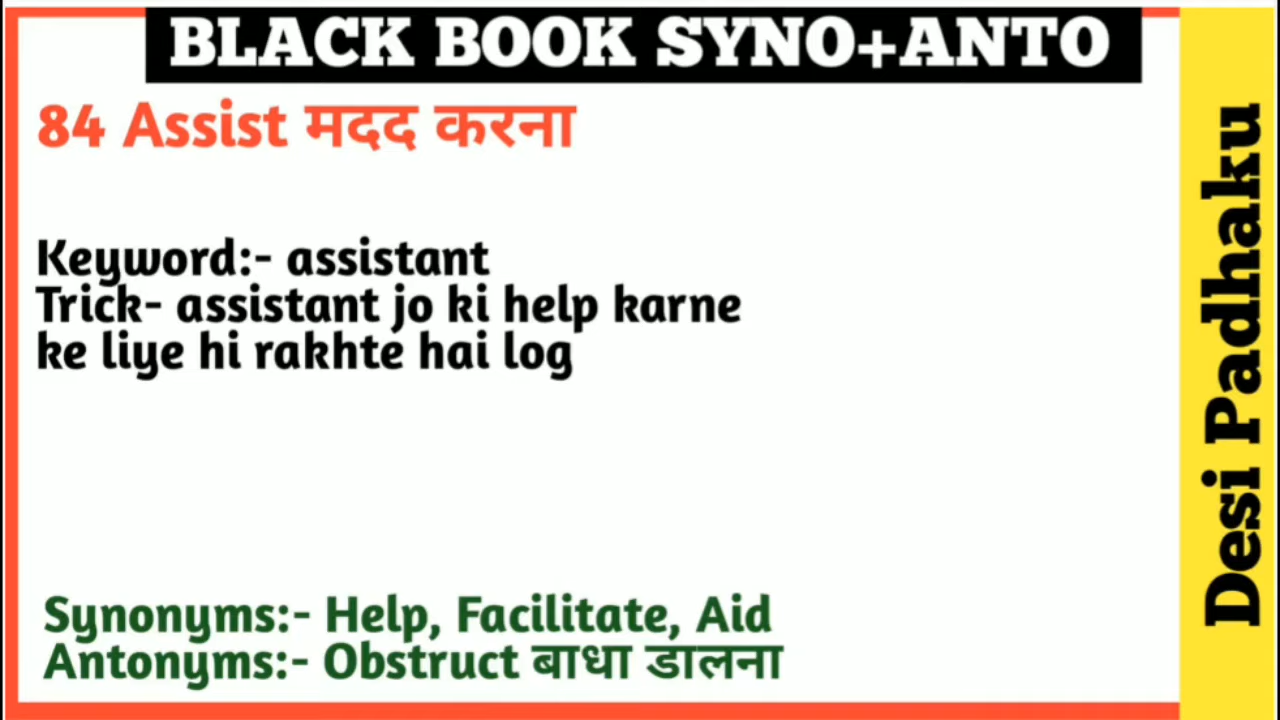 BLACK BOOK SYNO+ANTO
84 Assist मदद करना
Keyword:- assistant
Trick- assistant jo ki help karne
ke liye hi rakhte hai log
Synonyms:- Help, Facilitate, Aid
Antonyms:- Obstruct बाधा डालना
Desi Padhaku